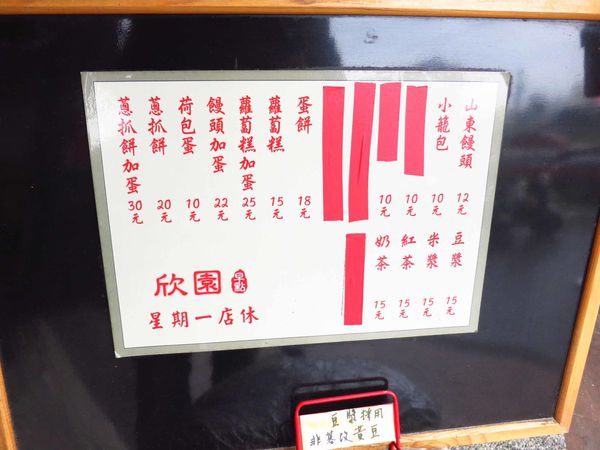 山東饅頭 12元
小籠包 10元
10元
10元
蛋餅 18元
蘿蔔糕 15元
蘿蔔糕加蛋 25元
饅頭加蛋 22元
荷包蛋 10元
蔥抓餅 20元
蔥抓餅加蛋 30元
豆漿 15元
米漿 15元
紅茶 15元
奶茶 15元
欣園 早點
星期一店休
豆漿採用
非基改黃豆